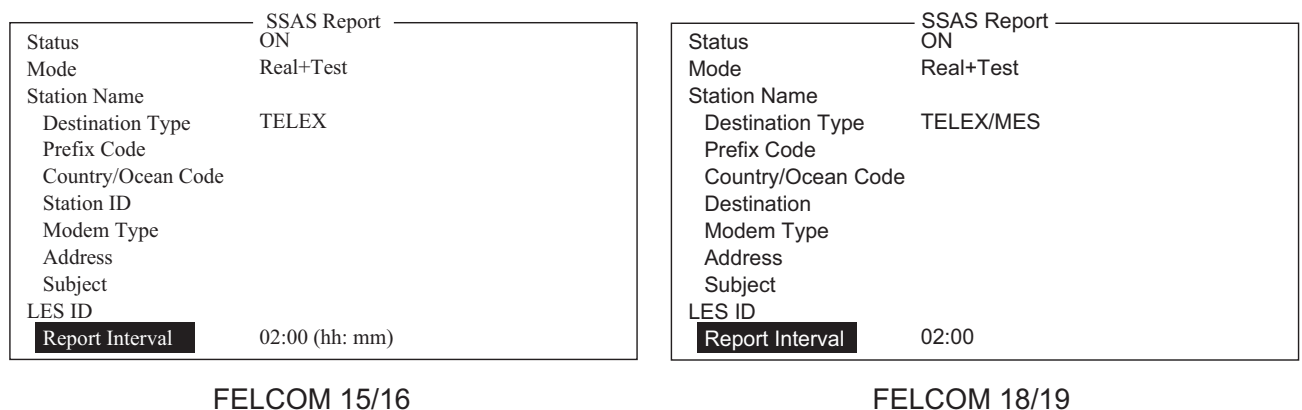 SSAS Report
Status ON
Mode Real+Test
Station Name
Destination Type TELEX
Prefix Code
Country/Ocean Code
Station ID
Modem Type
Address
Subject
LES ID
Report Interval 02:00 (hh: mm)
FELCOM 15/16
SSAS Report
Status ON
Mode Real+Test
Station Name
Destination Type TELEX/MES
Prefix Code
Country/Ocean Code
Destination
Modem Type
Address
Subject
LES ID
Report Interval 02:00
FELCOM 18/19